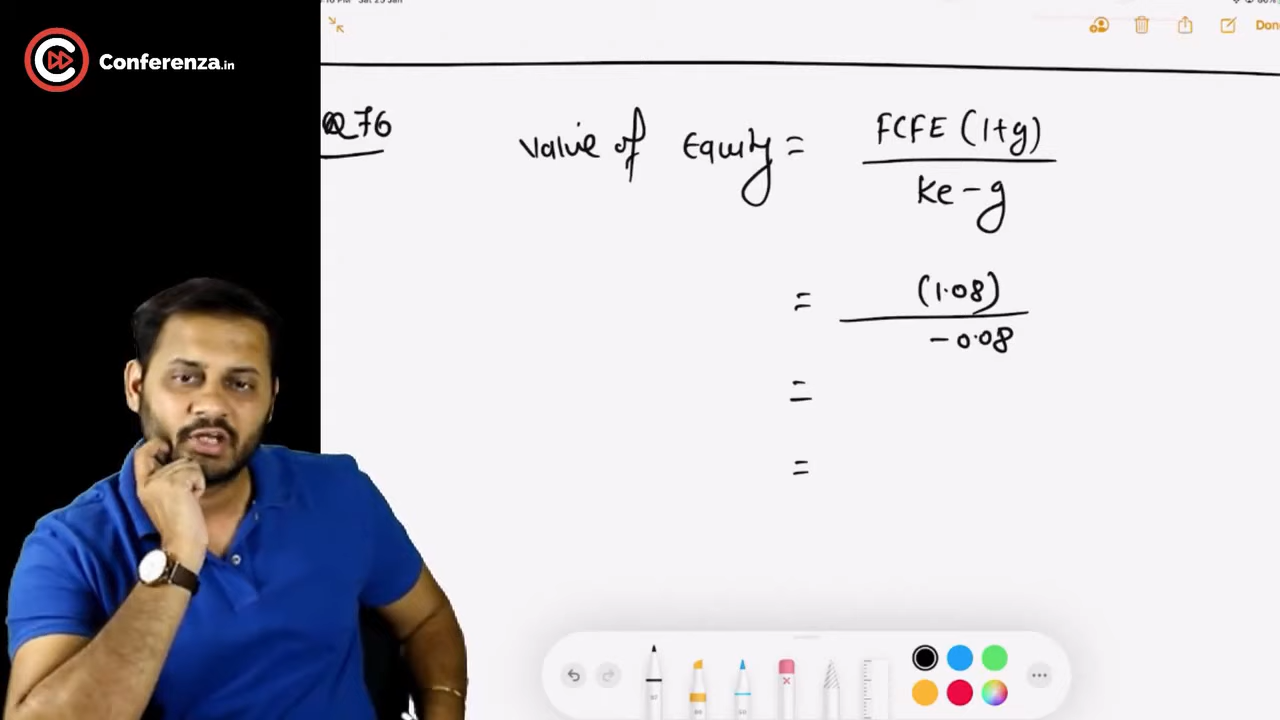 Conferenza.in
Q76
Value of Equity = FCFE (1+g)
Ke - g
= (1.08)
- 0.08
=
=